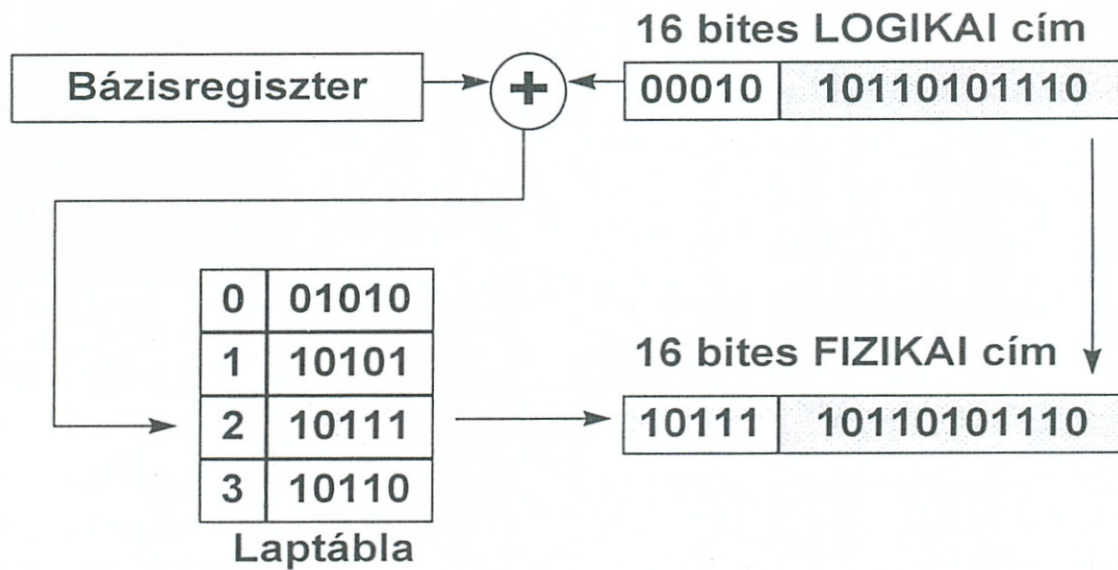 16 bites LOGIKAI cím
Bázisregiszter + 00010 10110101110
0 01010
1 10101
2 10111
3 10110
Laptábla
16 bites FIZIKAI cím
10111 10110101110